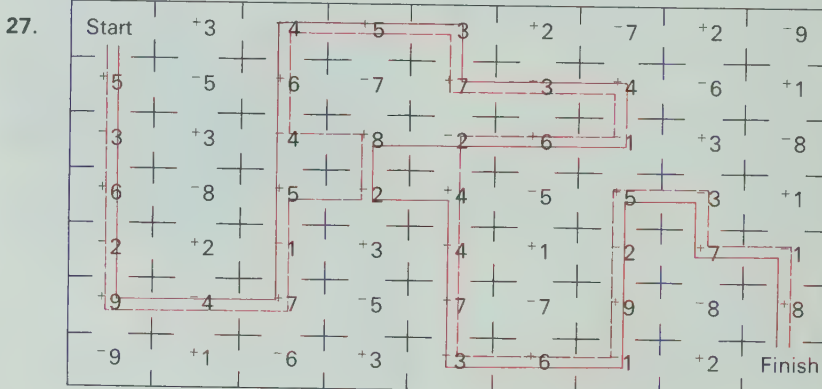 27. Start ⁺3 ⁻4 ⁺5 ⁻3 ⁺2 ⁻7 ⁺2 ⁻9
⁺5 ⁻5 ⁺6 ⁻7 ⁺7 ⁻3 ⁺4 ⁻6 ⁺1
⁻3 ⁺3 ⁻4 ⁺8 ⁻2 ⁺6 ⁻1 ⁺3 ⁻8
⁺6 ⁻8 ⁺5 ⁻2 ⁺4 ⁻5 ⁺5 ⁻3 ⁺1
⁻2 ⁺2 ⁻1 ⁺3 ⁻4 ⁺1 ⁻2 ⁺7 ⁻1
⁺9 ⁻4 ⁺7 ⁻5 ⁻7 ⁻7 ⁺9 ⁻8 ⁺8
⁻9 ⁺1 ⁻6 ⁺3 ⁻3 ⁺6 ⁻1 ⁺2 Finish